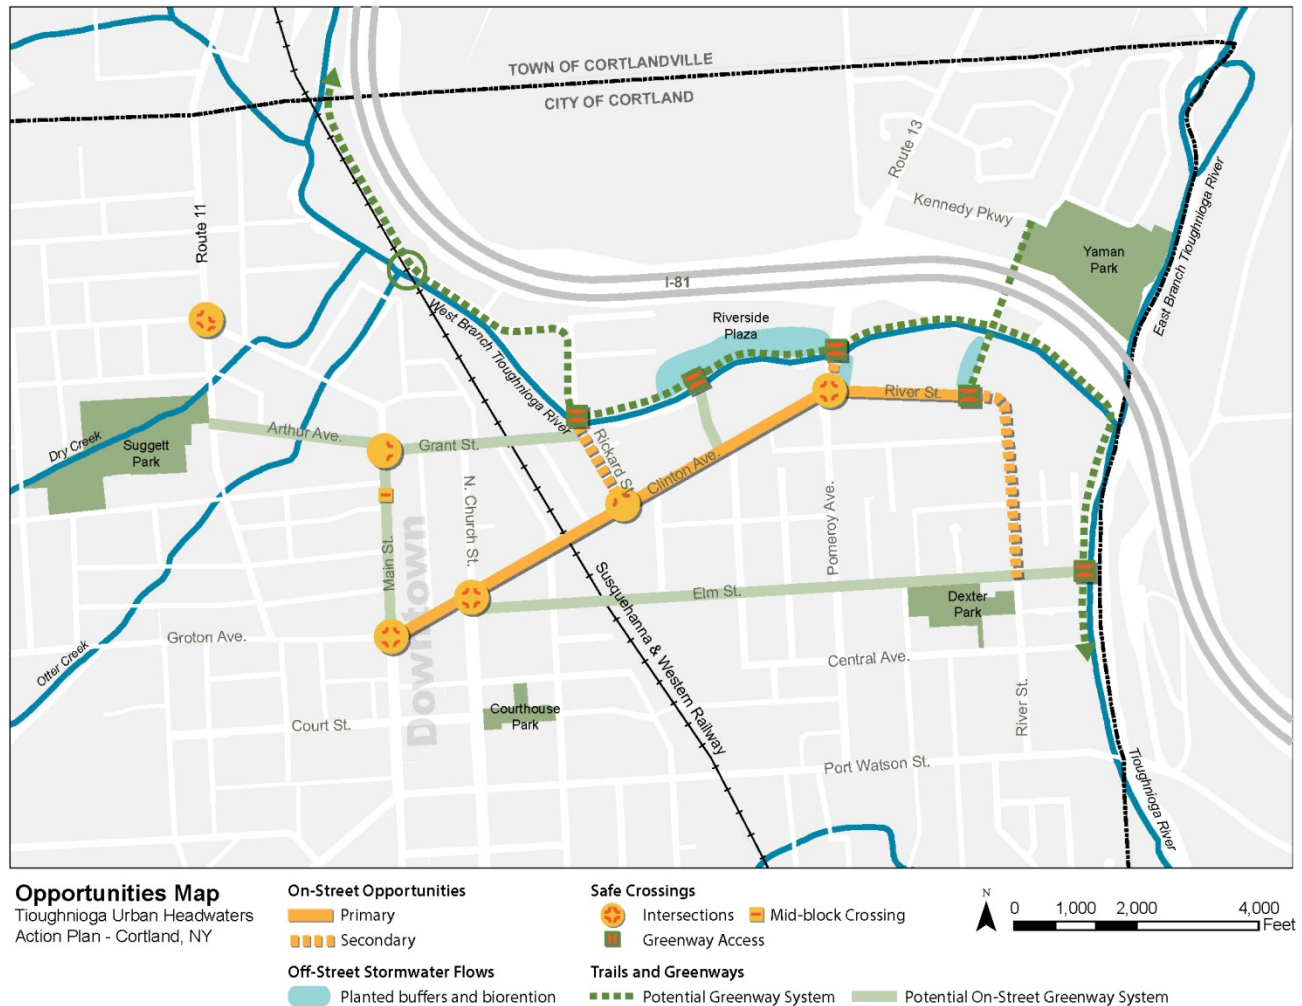 TOWN OF CORTLANDVILLE
CITY OF CORTLAND
Route 13
Kennedy Pkwy
Yaman
Park
East Branch Tioughnioga River
Route 11
I-81
Riverside
Plaza
West Branch Tioughnioga River
River St.
Dry Creek
Suggett
Park
Arthur Ave.
Grant St.
Rickard St.
Clinton Ave.
N. Church St.
Main St.
Downtown
Pomeroy Ave.
Susquehanna & Western Railway
Elm St.
Dexter
Park
Groton Ave.
Otter Creek
Central Ave.
Court St.
Courthouse
Park
River St.
Port Watson St.
Tioughnioga River
Opportunities Map
Tioughnioga Urban Headwaters
Action Plan - Cortland, NY
On-Street Opportunities
Primary
Secondary
Off-Street Stormwater Flows
Planted buffers and biorention
Safe Crossings
Intersections
Mid-block Crossing
Greenway Access
Trails and Greenways
Potential Greenway System
Potential On-Street Greenway System
N
0 1,000 2,000 4,000
Feet